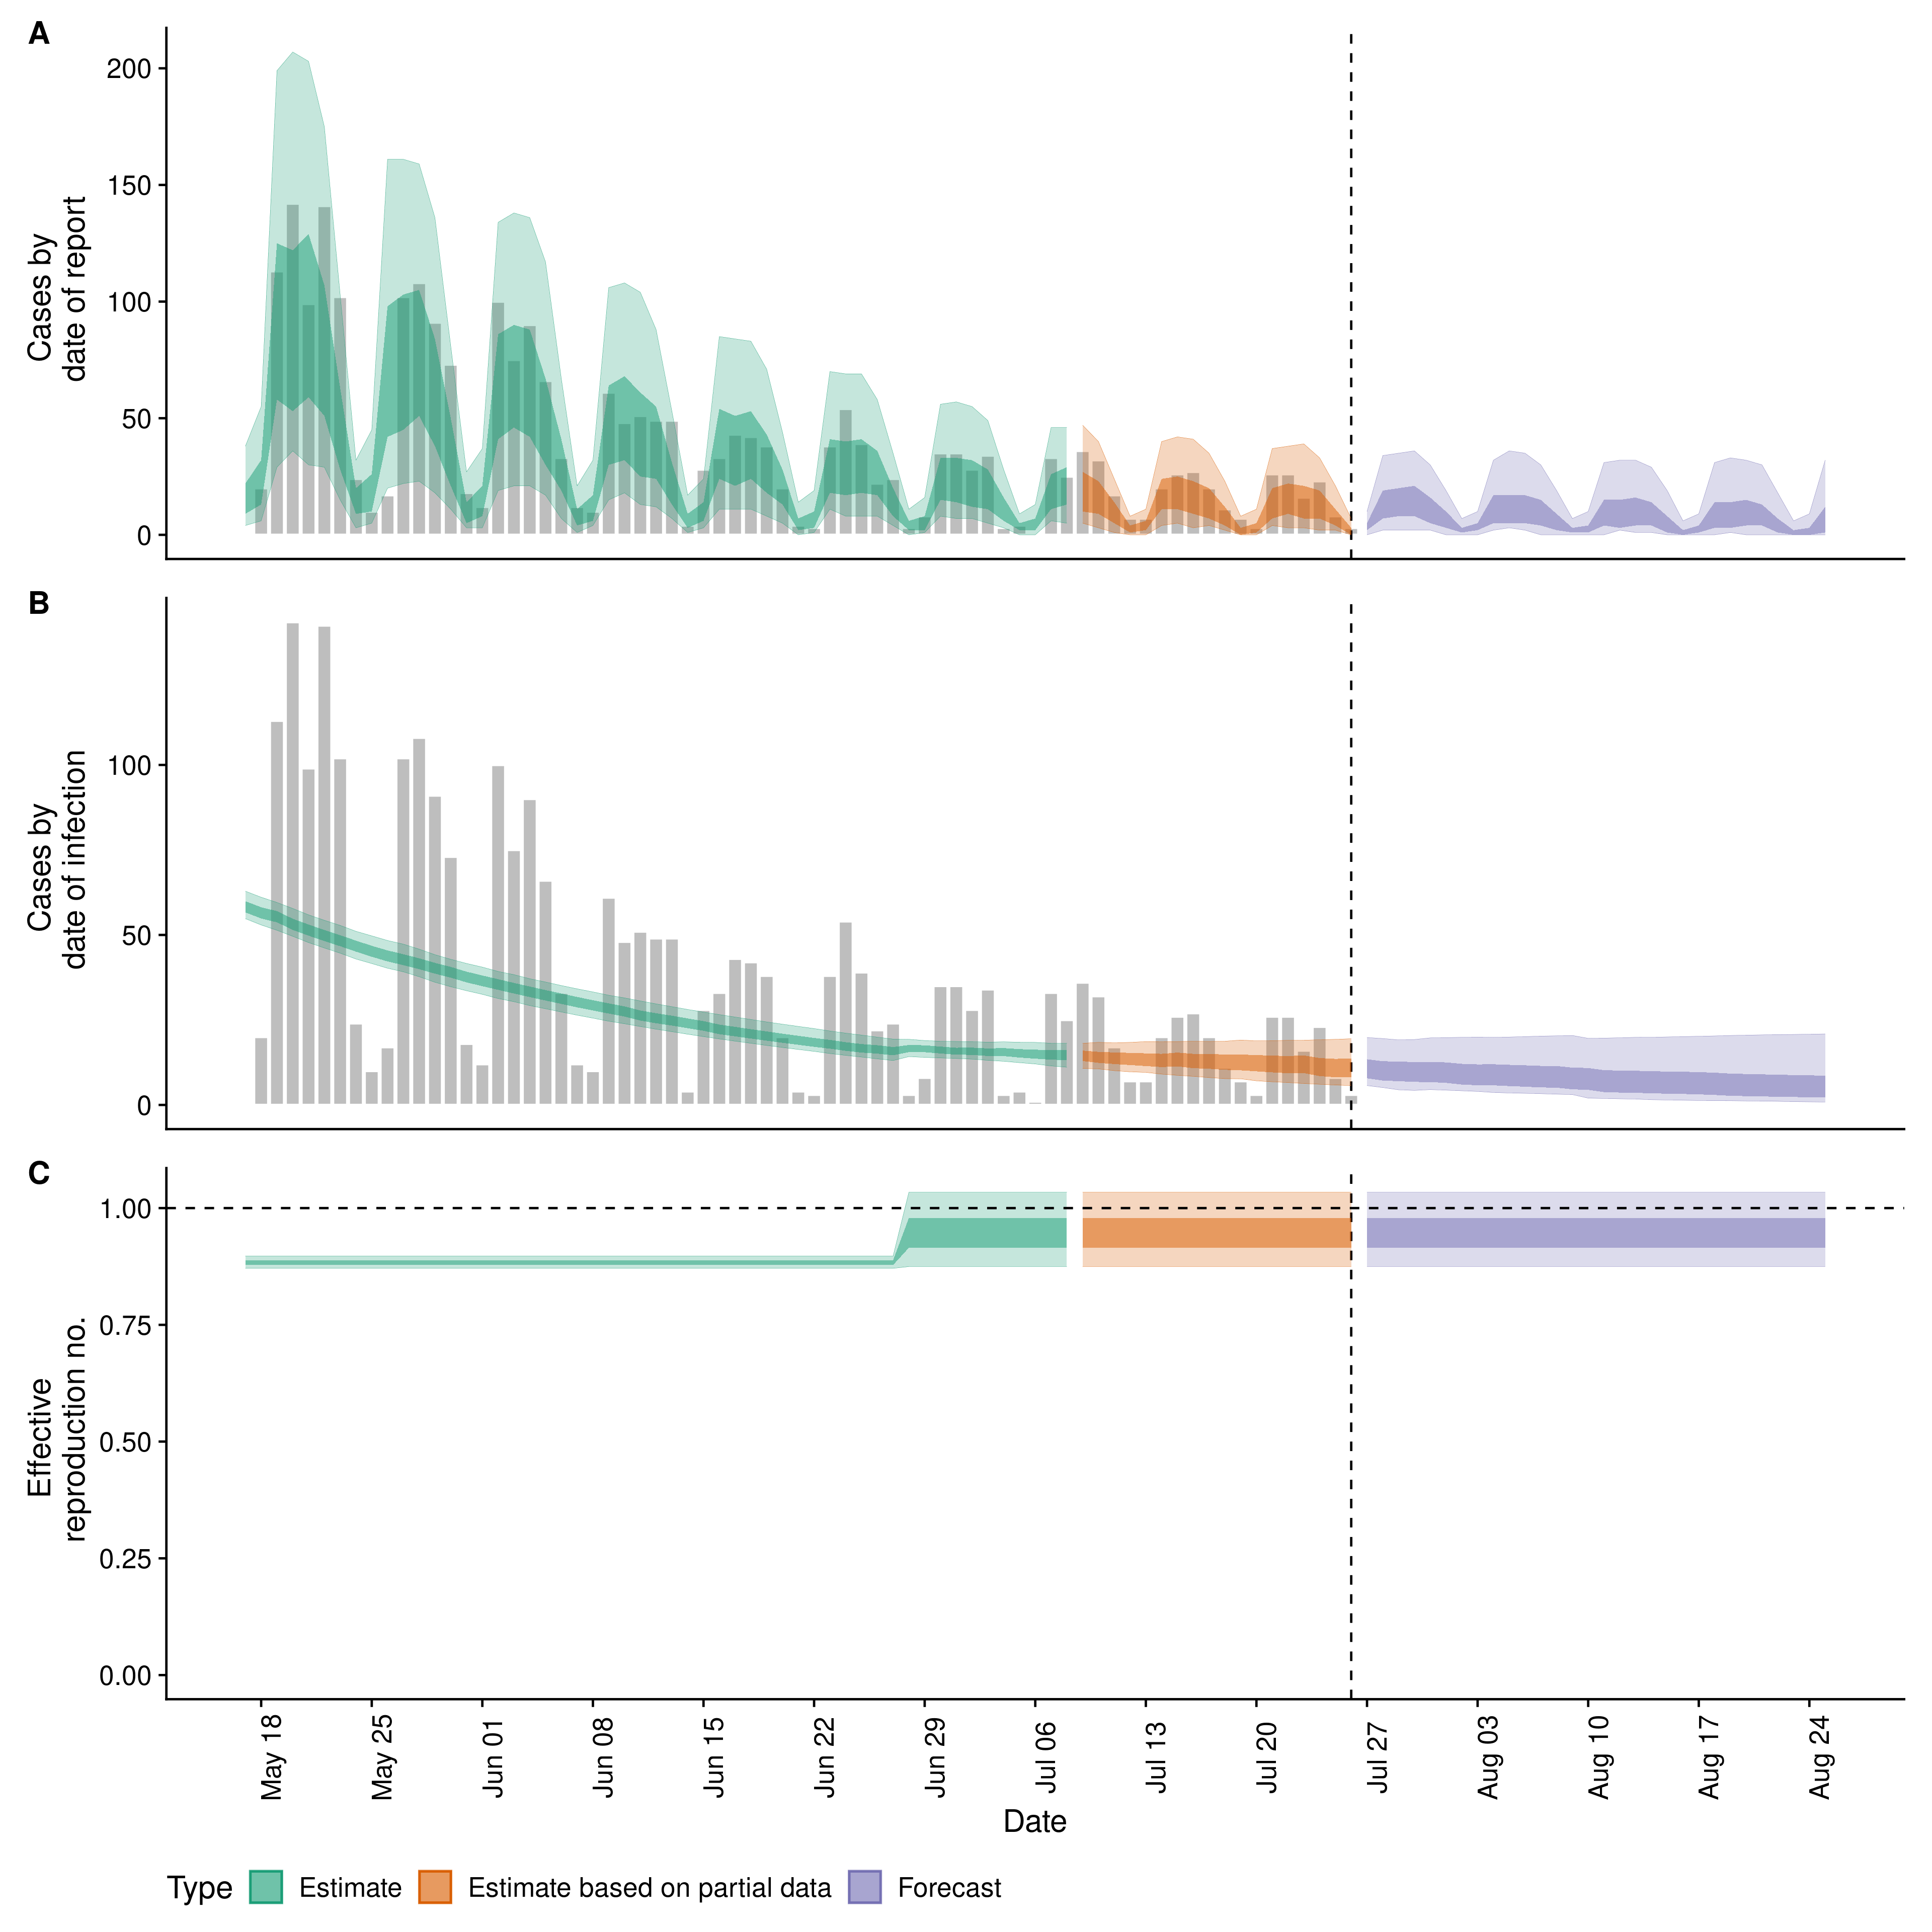 A
Cases by
date of report
200
150
100
50
0
B
Cases by
date of infection
100
50
0
C
Effective
reproduction no.
1.00
0.75
0.50
0.25
0.00
May 18
May 25
Jun 01
Jun 08
Jun 15
Jun 22
Jun 29
Jul 06
Jul 13
Jul 20
Jul 27
Aug 03
Aug 10
Aug 17
Aug 24
Date
Type Estimate Estimate based on partial data Forecast